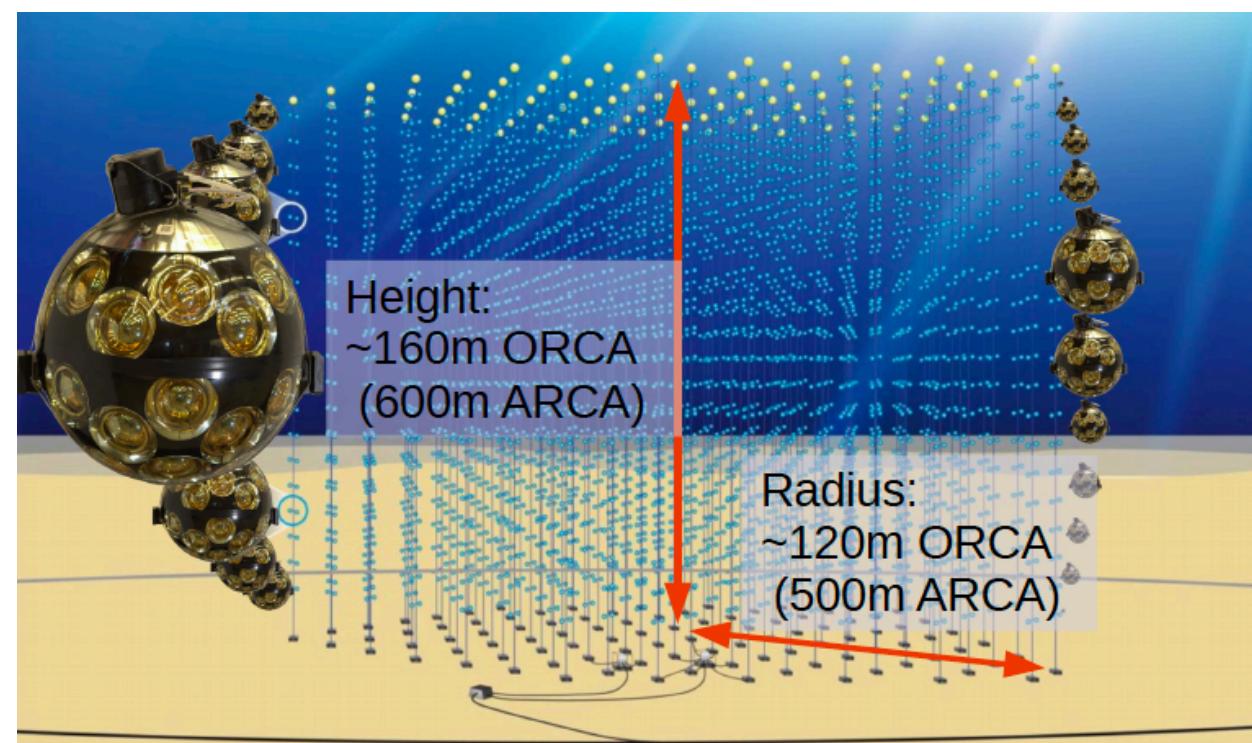 Height:
~160m ORCA
(600m ARCA)
Radius:
~120m ORCA
(500m ARCA)